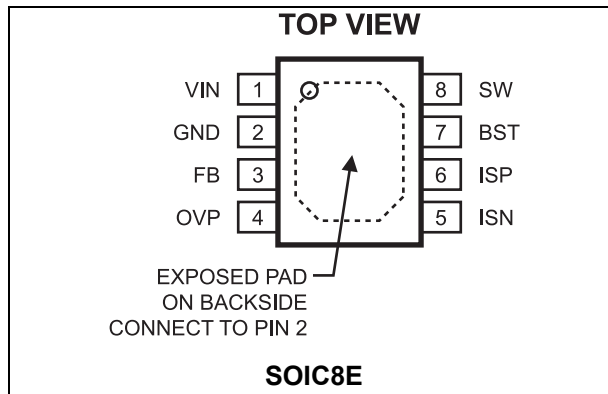 TOP VIEW
VIN 1 8 SW
GND 2 7 BST
FB 3 6 ISP
OVP 4 5 ISN
EXPOSED PAD
ON BACKSIDE
CONNECT TO PIN 2
SOIC8E